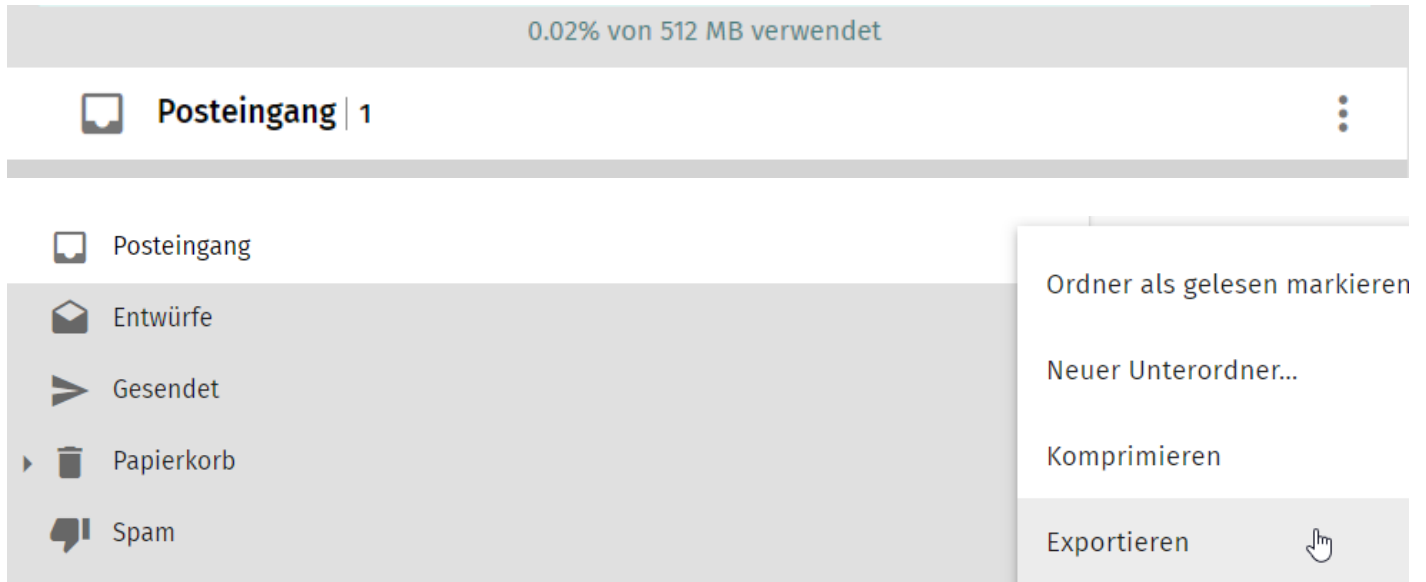 0.02% von 512 MB verwendet
Posteingang | 1
Posteingang
Entwürfe
Gesendet
Papierkorb
Spam
Ordner als gelesen markieren
Neuer Unterordner...
Komprimieren
Exportieren